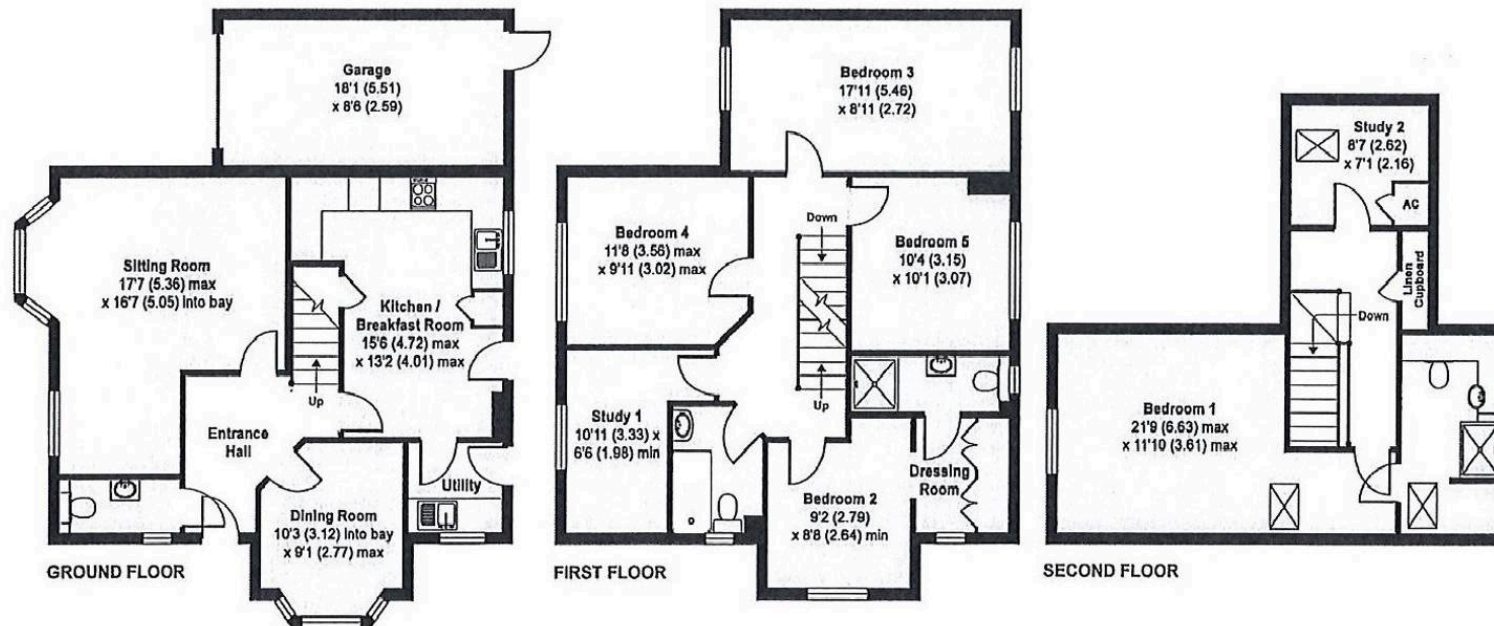 Garage
18'1 (5.51)
x 8'6 (2.59)
Sitting Room
17'7 (5.36) max
x 16'7 (5.05) into bay
Kitchen /
Breakfast Room
15'6 (4.72) max
x 13'2 (4.01) max
Up
Entrance
Hall
Utility
Dining Room
10'3 (3.12) into bay
x 9'1 (2.77) max
GROUND FLOOR
Bedroom 3
17'11 (5.46)
x 8'11 (2.72)
Down
Bedroom 4
11'8 (3.56) max
x 9'11 (3.02) max
Bedroom 5
10'4 (3.15)
x 10'1 (3.07)
Up
Study 1
10'11 (3.33) x
6'6 (1.98) min
Dressing
Room
Bedroom 2
9'2 (2.79)
x 8'8 (2.64) min
FIRST FLOOR
Study 2
8'7 (2.62)
x 7'1 (2.16)
AC
Linen
Cupboard
Down
Bedroom 1
21'9 (6.63) max
x 11'10 (3.61) max
SECOND FLOOR